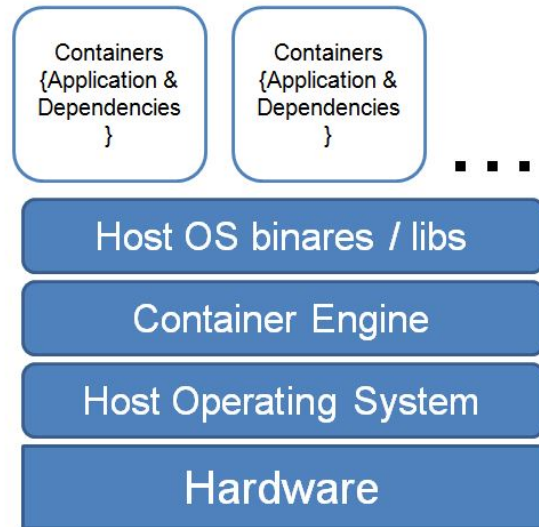 Containers
{Application &
Dependencies
}
Containers
{Application &
Dependencies
}
...
Host OS binares / libs
Container Engine
Host Operating System
Hardware